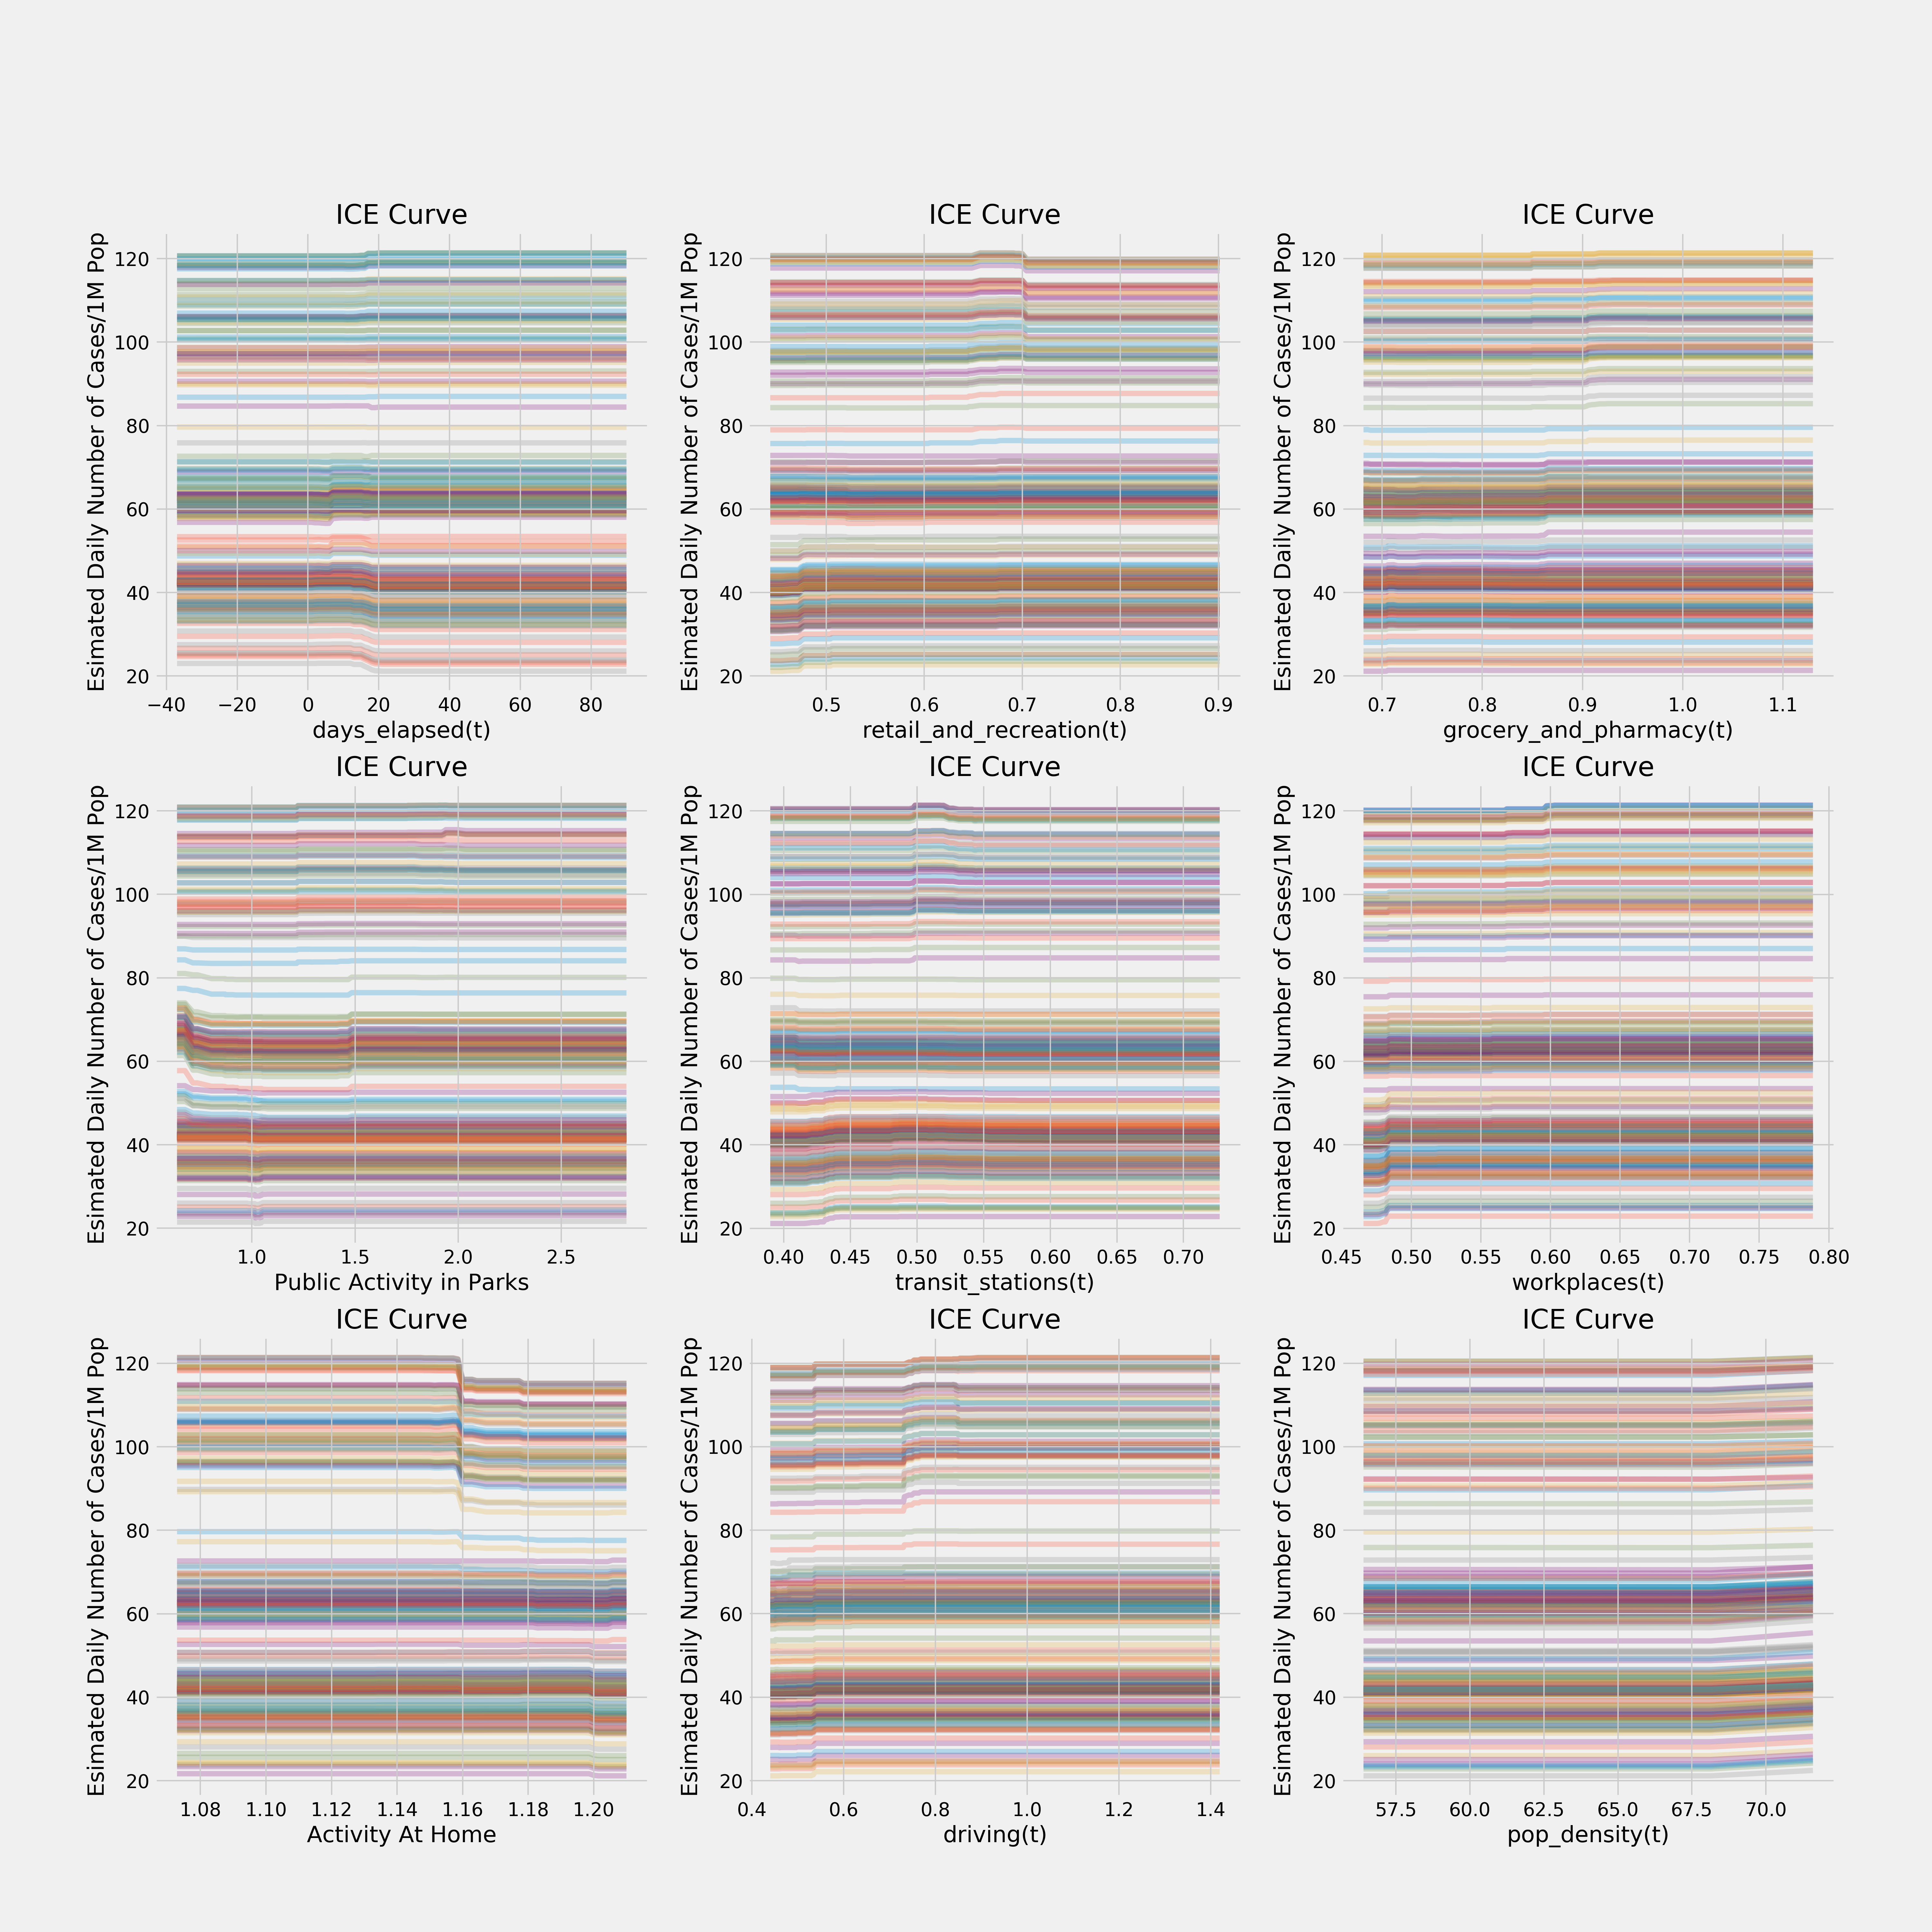 ICE Curve
Esimated Daily Number of Cases/1M Pop
120
100
80
60
40
20
−40 −20 0 20 40 60 80
days_elapsed(t)
ICE Curve
Esimated Daily Number of Cases/1M Pop
120
100
80
60
40
20
0.5 0.6 0.7 0.8 0.9
retail_and_recreation(t)
ICE Curve
Esimated Daily Number of Cases/1M Pop
120
100
80
60
40
20
0.7 0.8 0.9 1.0 1.1
grocery_and_pharmacy(t)
ICE Curve
Esimated Daily Number of Cases/1M Pop
120
100
80
60
40
20
1.0 1.5 2.0 2.5
Public Activity in Parks
ICE Curve
Esimated Daily Number of Cases/1M Pop
120
100
80
60
40
20
0.40 0.45 0.50 0.55 0.60 0.65 0.70
transit_stations(t)
ICE Curve
Esimated Daily Number of Cases/1M Pop
120
100
80
60
40
20
0.45 0.50 0.55 0.60 0.65 0.70 0.75 0.80
workplaces(t)
ICE Curve
Esimated Daily Number of Cases/1M Pop
120
100
80
60
40
20
1.08 1.10 1.12 1.14 1.16 1.18 1.20
Activity At Home
ICE Curve
Esimated Daily Number of Cases/1M Pop
120
100
80
60
40
20
0.4 0.6 0.8 1.0 1.2 1.4
driving(t)
ICE Curve
Esimated Daily Number of Cases/1M Pop
120
100
80
60
40
20
57.5 60.0 62.5 65.0 67.5 70.0
pop_density(t)